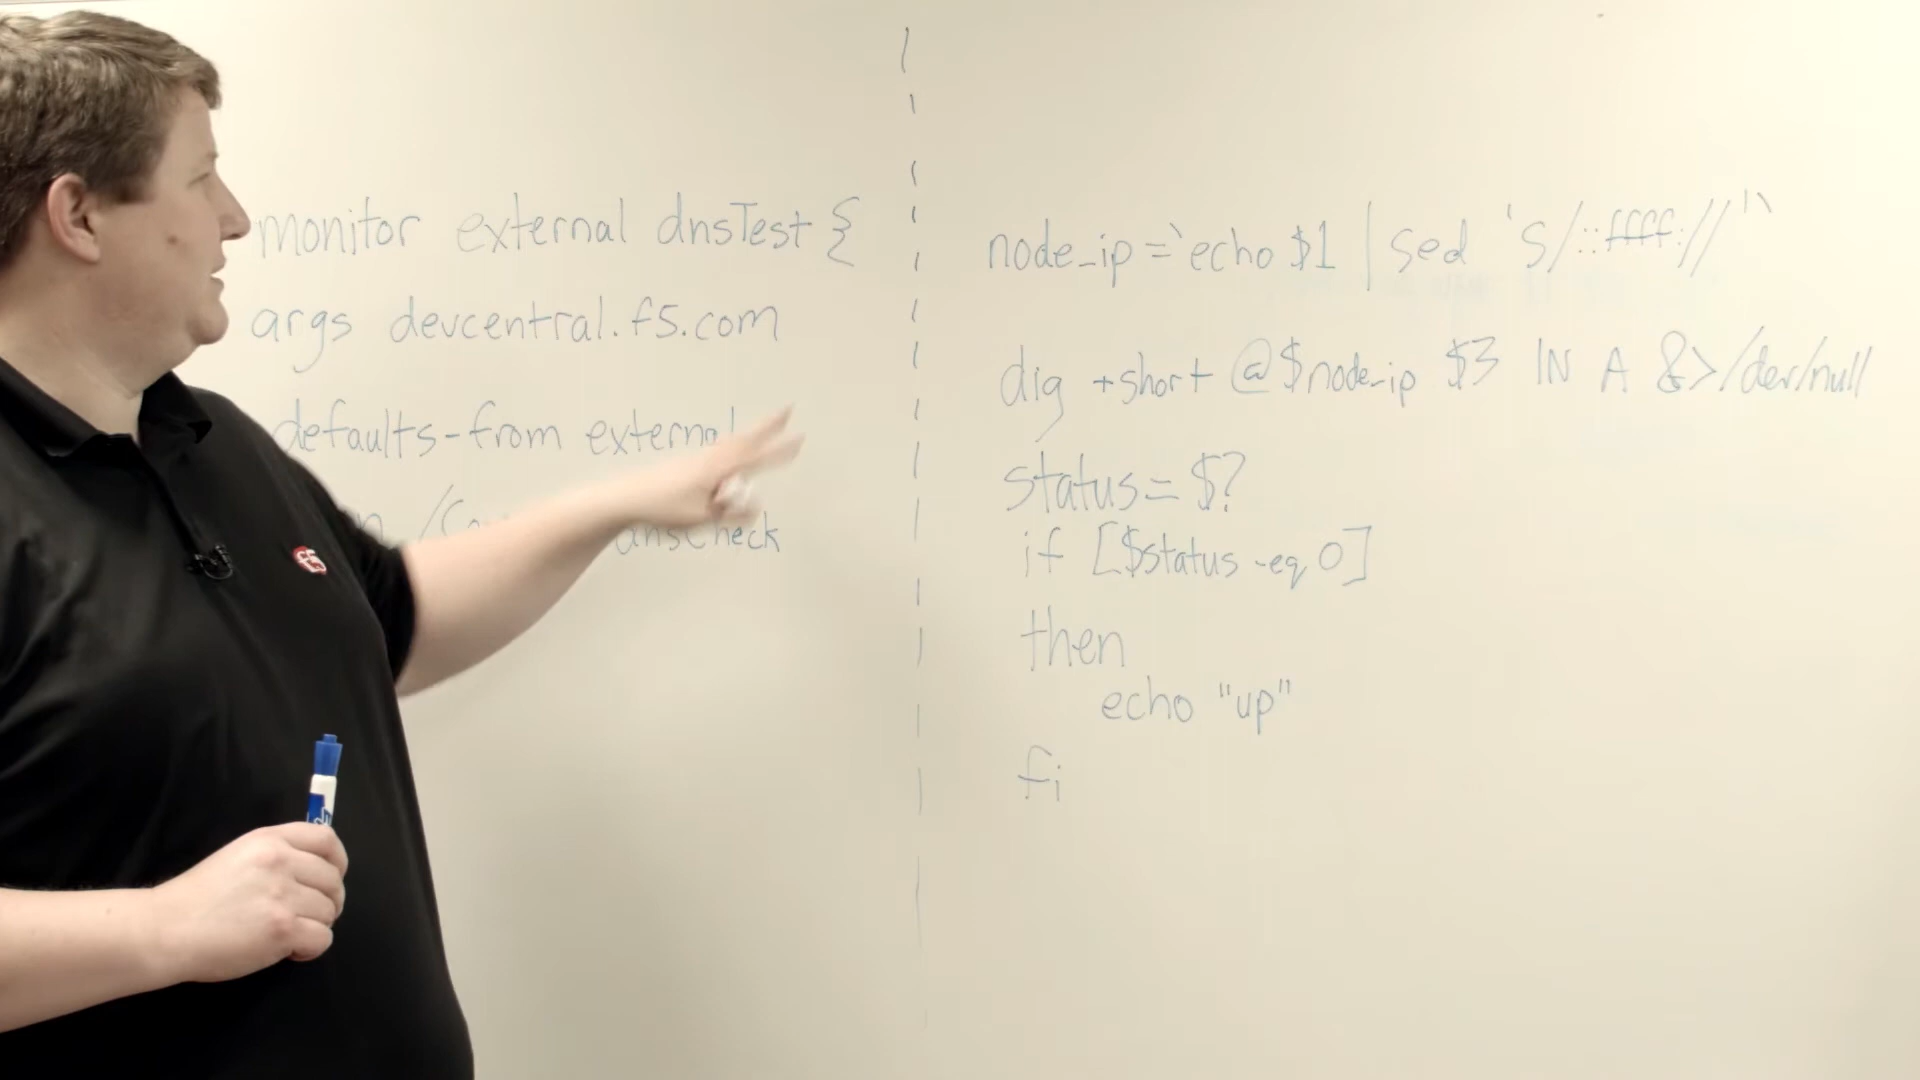 monitor external dnsTest {
args devcentral.f5.com
defaults-from external
dnsCheck
node_ip =`echo $1 | sed 's/::ffff://'`
dig +short @$node_ip $3 IN A &>/dev/null
status= $?
if [$status -eq 0]
then
echo "up"
fi
f5